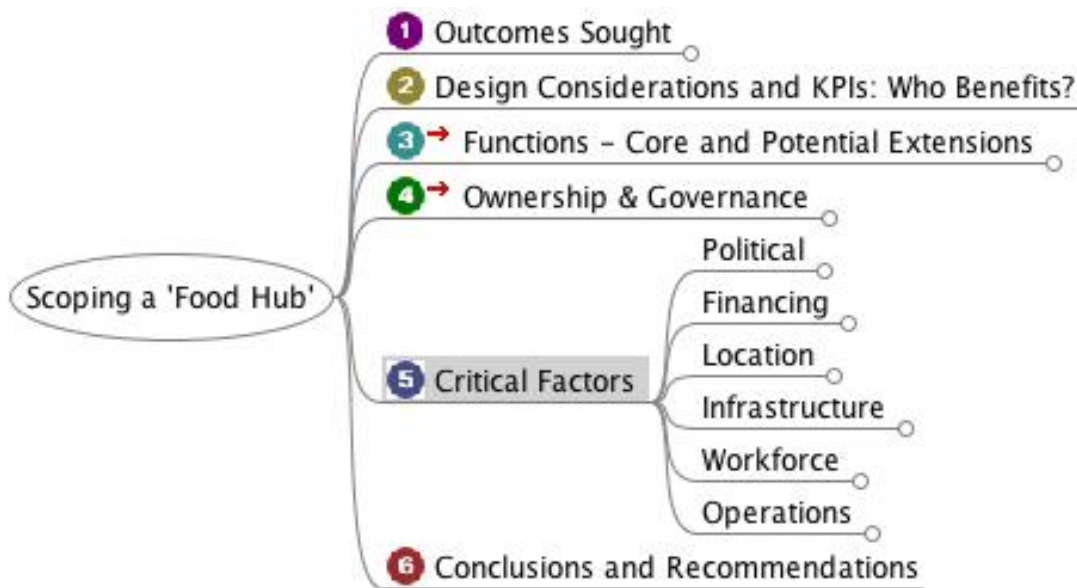 1 Outcomes Sought
2 Design Considerations and KPIs: Who Benefits?
3 Functions – Core and Potential Extensions
4 Ownership & Governance
Scoping a 'Food Hub'
5 Critical Factors
Political
Financing
Location
Infrastructure
Workforce
Operations
6 Conclusions and Recommendations